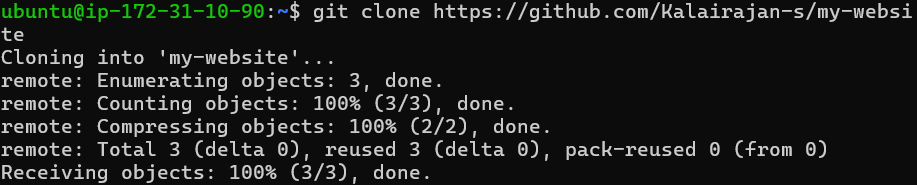 ubuntu@ip-172-31-10-90:~$ git clone https://github.com/Kalairajan-s/my-websi
te
Cloning into 'my-website'...
remote: Enumerating objects: 3, done.
remote: Counting objects: 100% (3/3), done.
remote: Compressing objects: 100% (2/2), done.
remote: Total 3 (delta 0), reused 3 (delta 0), pack-reused 0 (from 0)
Receiving objects: 100% (3/3), done.